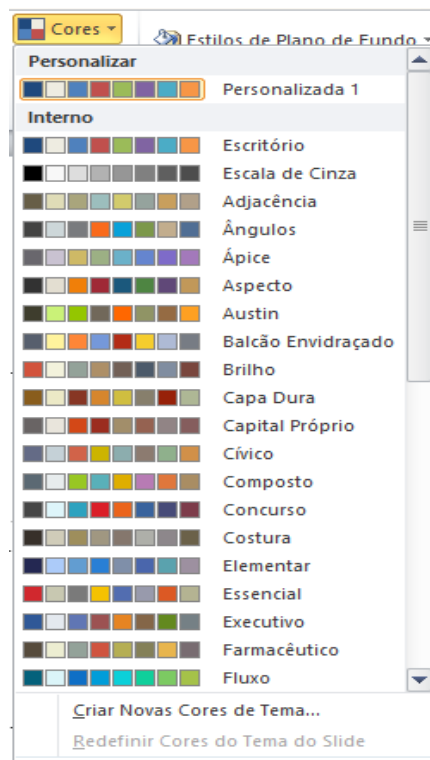 Cores
Estilos de Plano de Fundo
Personalizar
Personalizada 1
Interno
Escritório
Escala de Cinza
Adjacência
Ângulos
Ápice
Aspecto
Austin
Balcão Envidraçado
Brilho
Capa Dura
Capital Próprio
Cívico
Composto
Concurso
Costura
Elementar
Essencial
Executivo
Farmacêutico
Fluxo
Criar Novas Cores de Tema...
Redefinir Cores do Tema do Slide